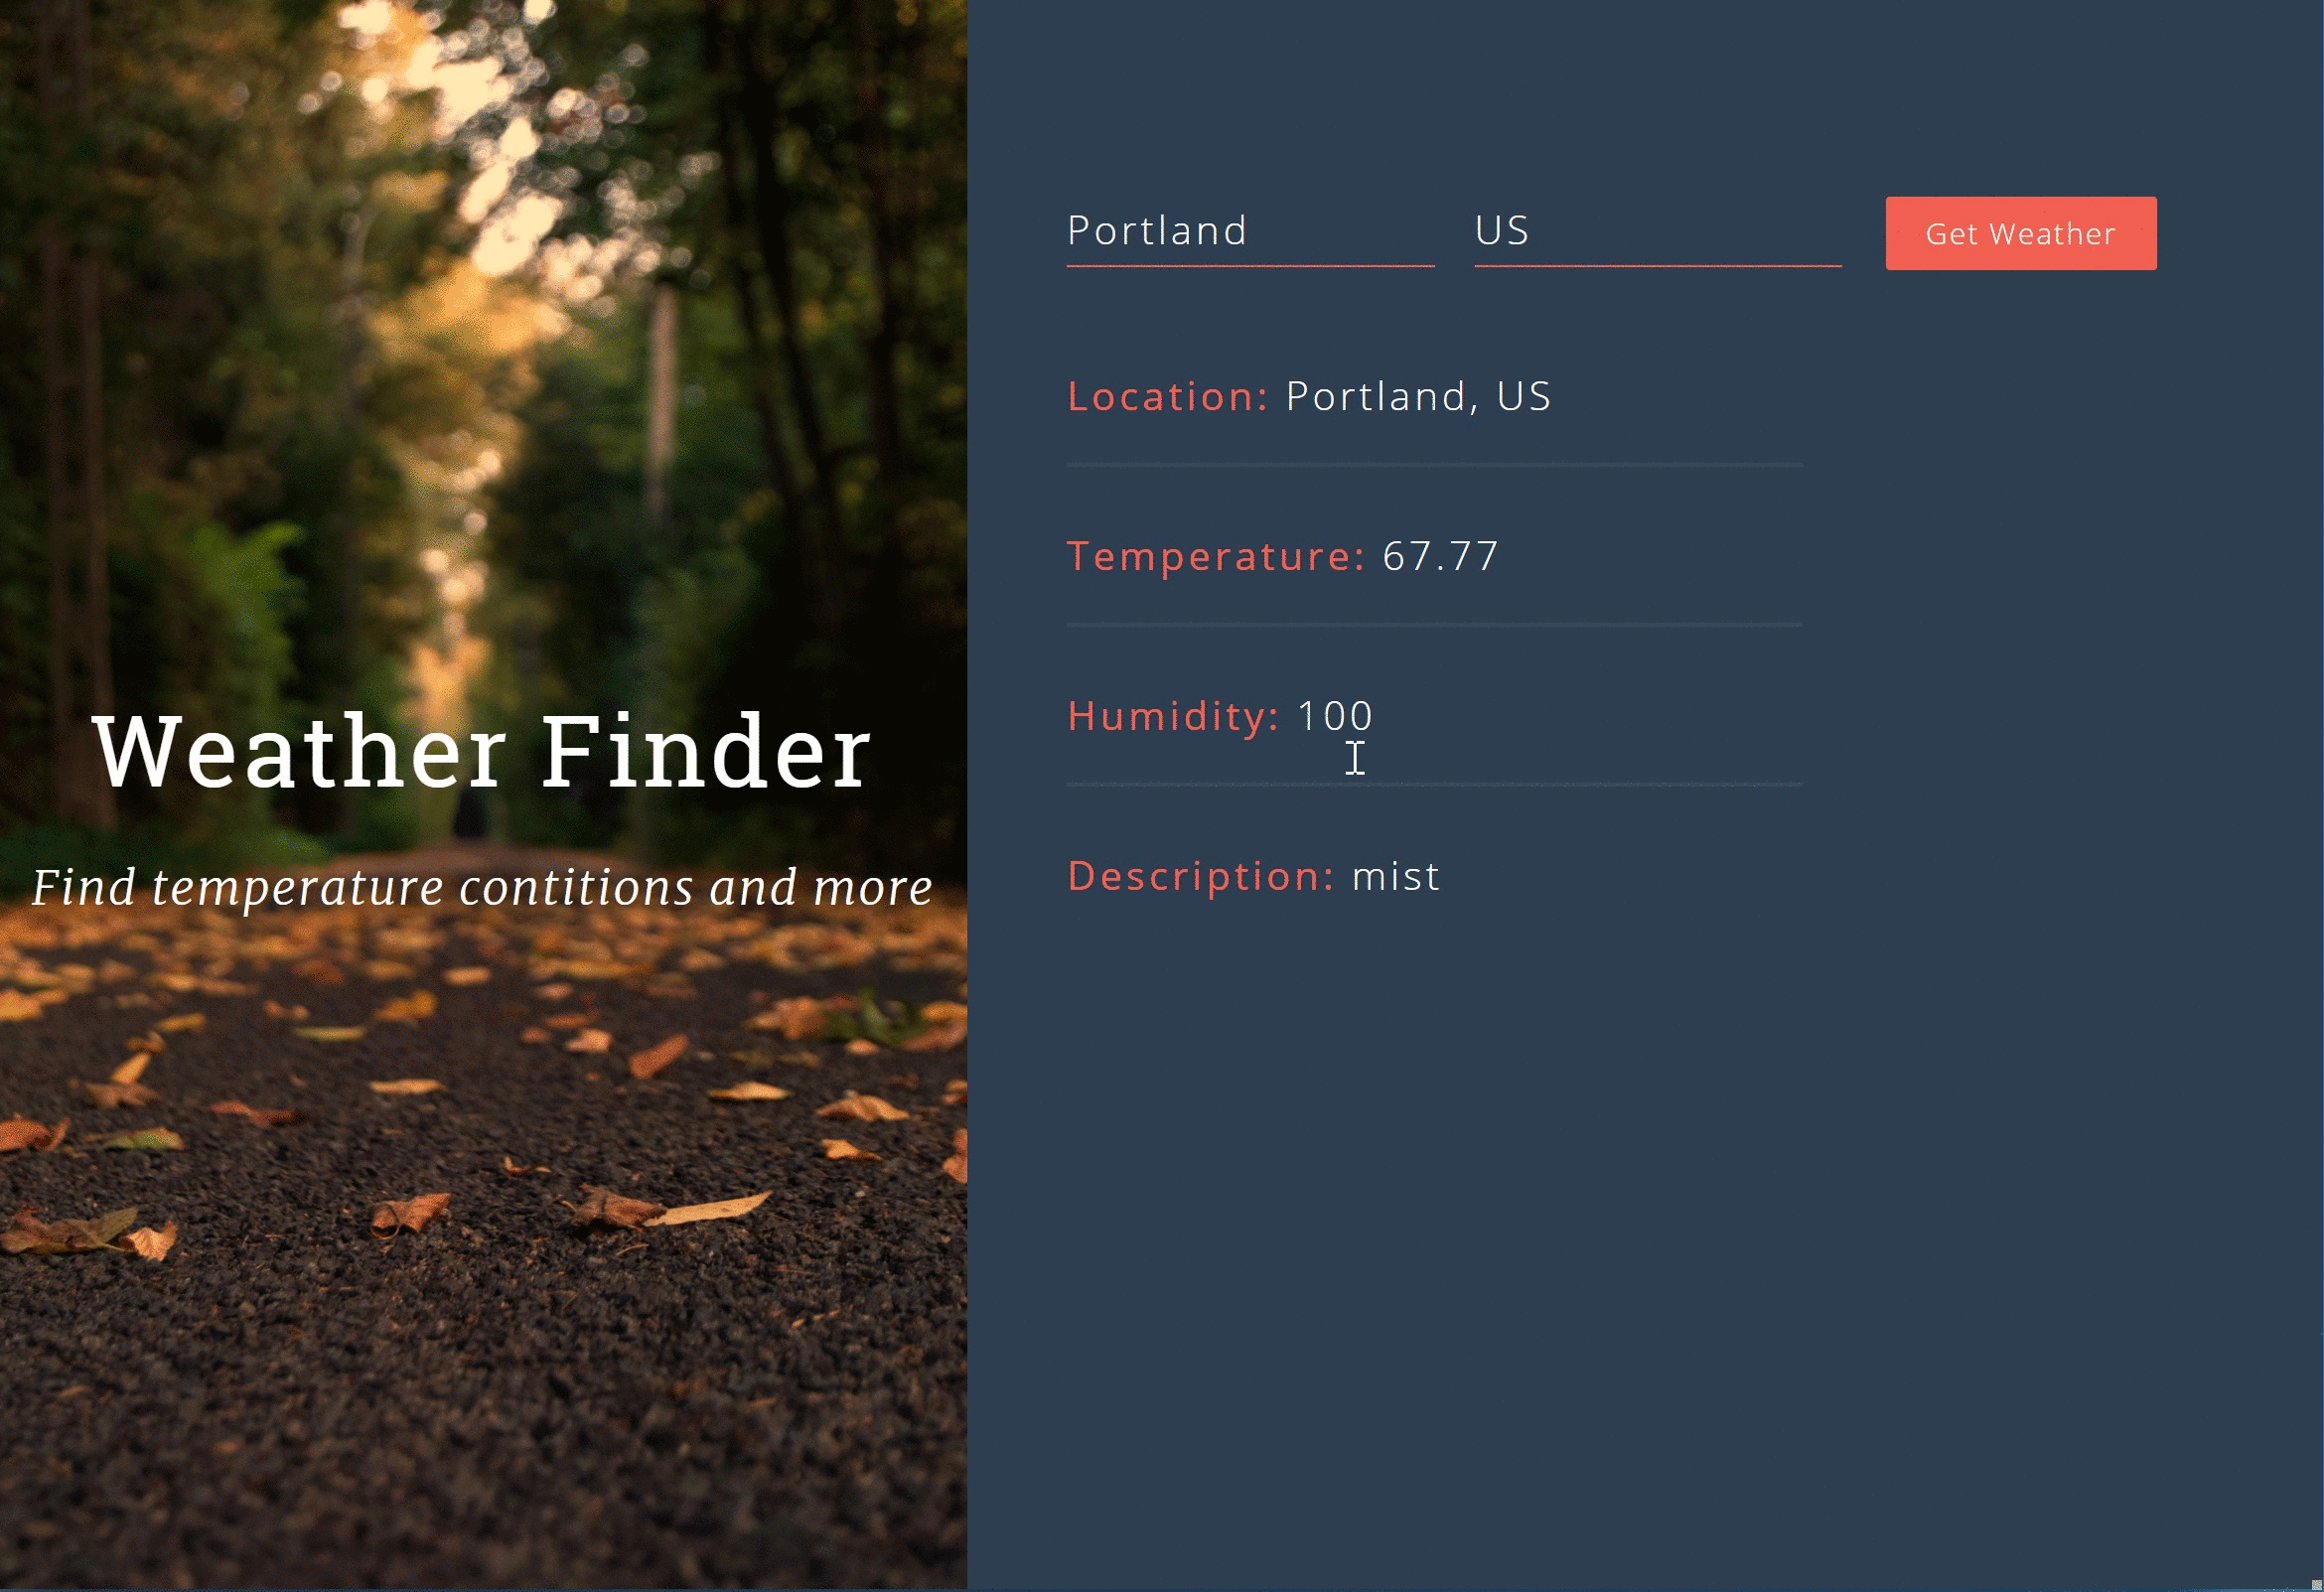 Weather Finder
Find temperature contitions and more
Portland
US
Get Weather
Location: Portland, US
Temperature: 67.77
Humidity: 100
Description: mist